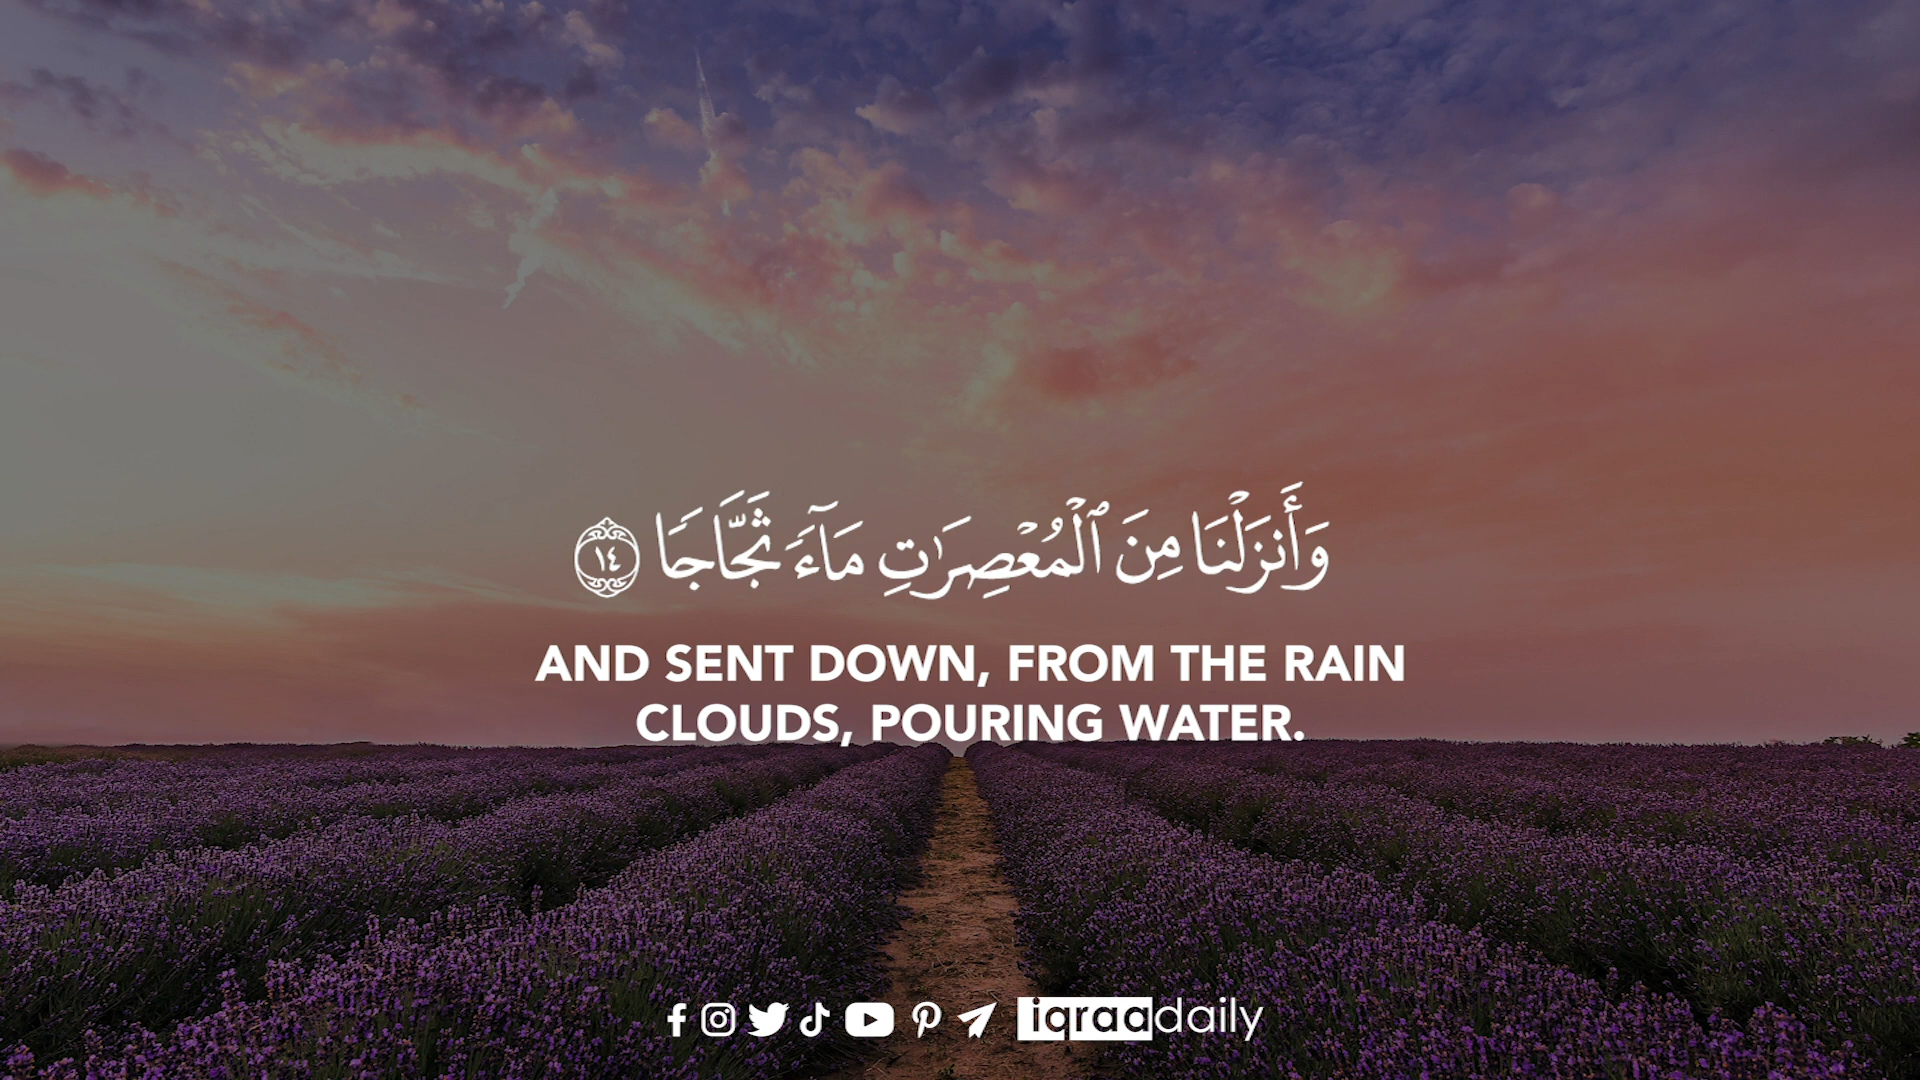 وَأَنزَلْنَا مِنَ ٱلْمُعْصِرَٰتِ مَآءً ثَجَّاجًا ١٤
AND SENT DOWN, FROM THE RAIN
CLOUDS, POURING WATER.
iqraadaily